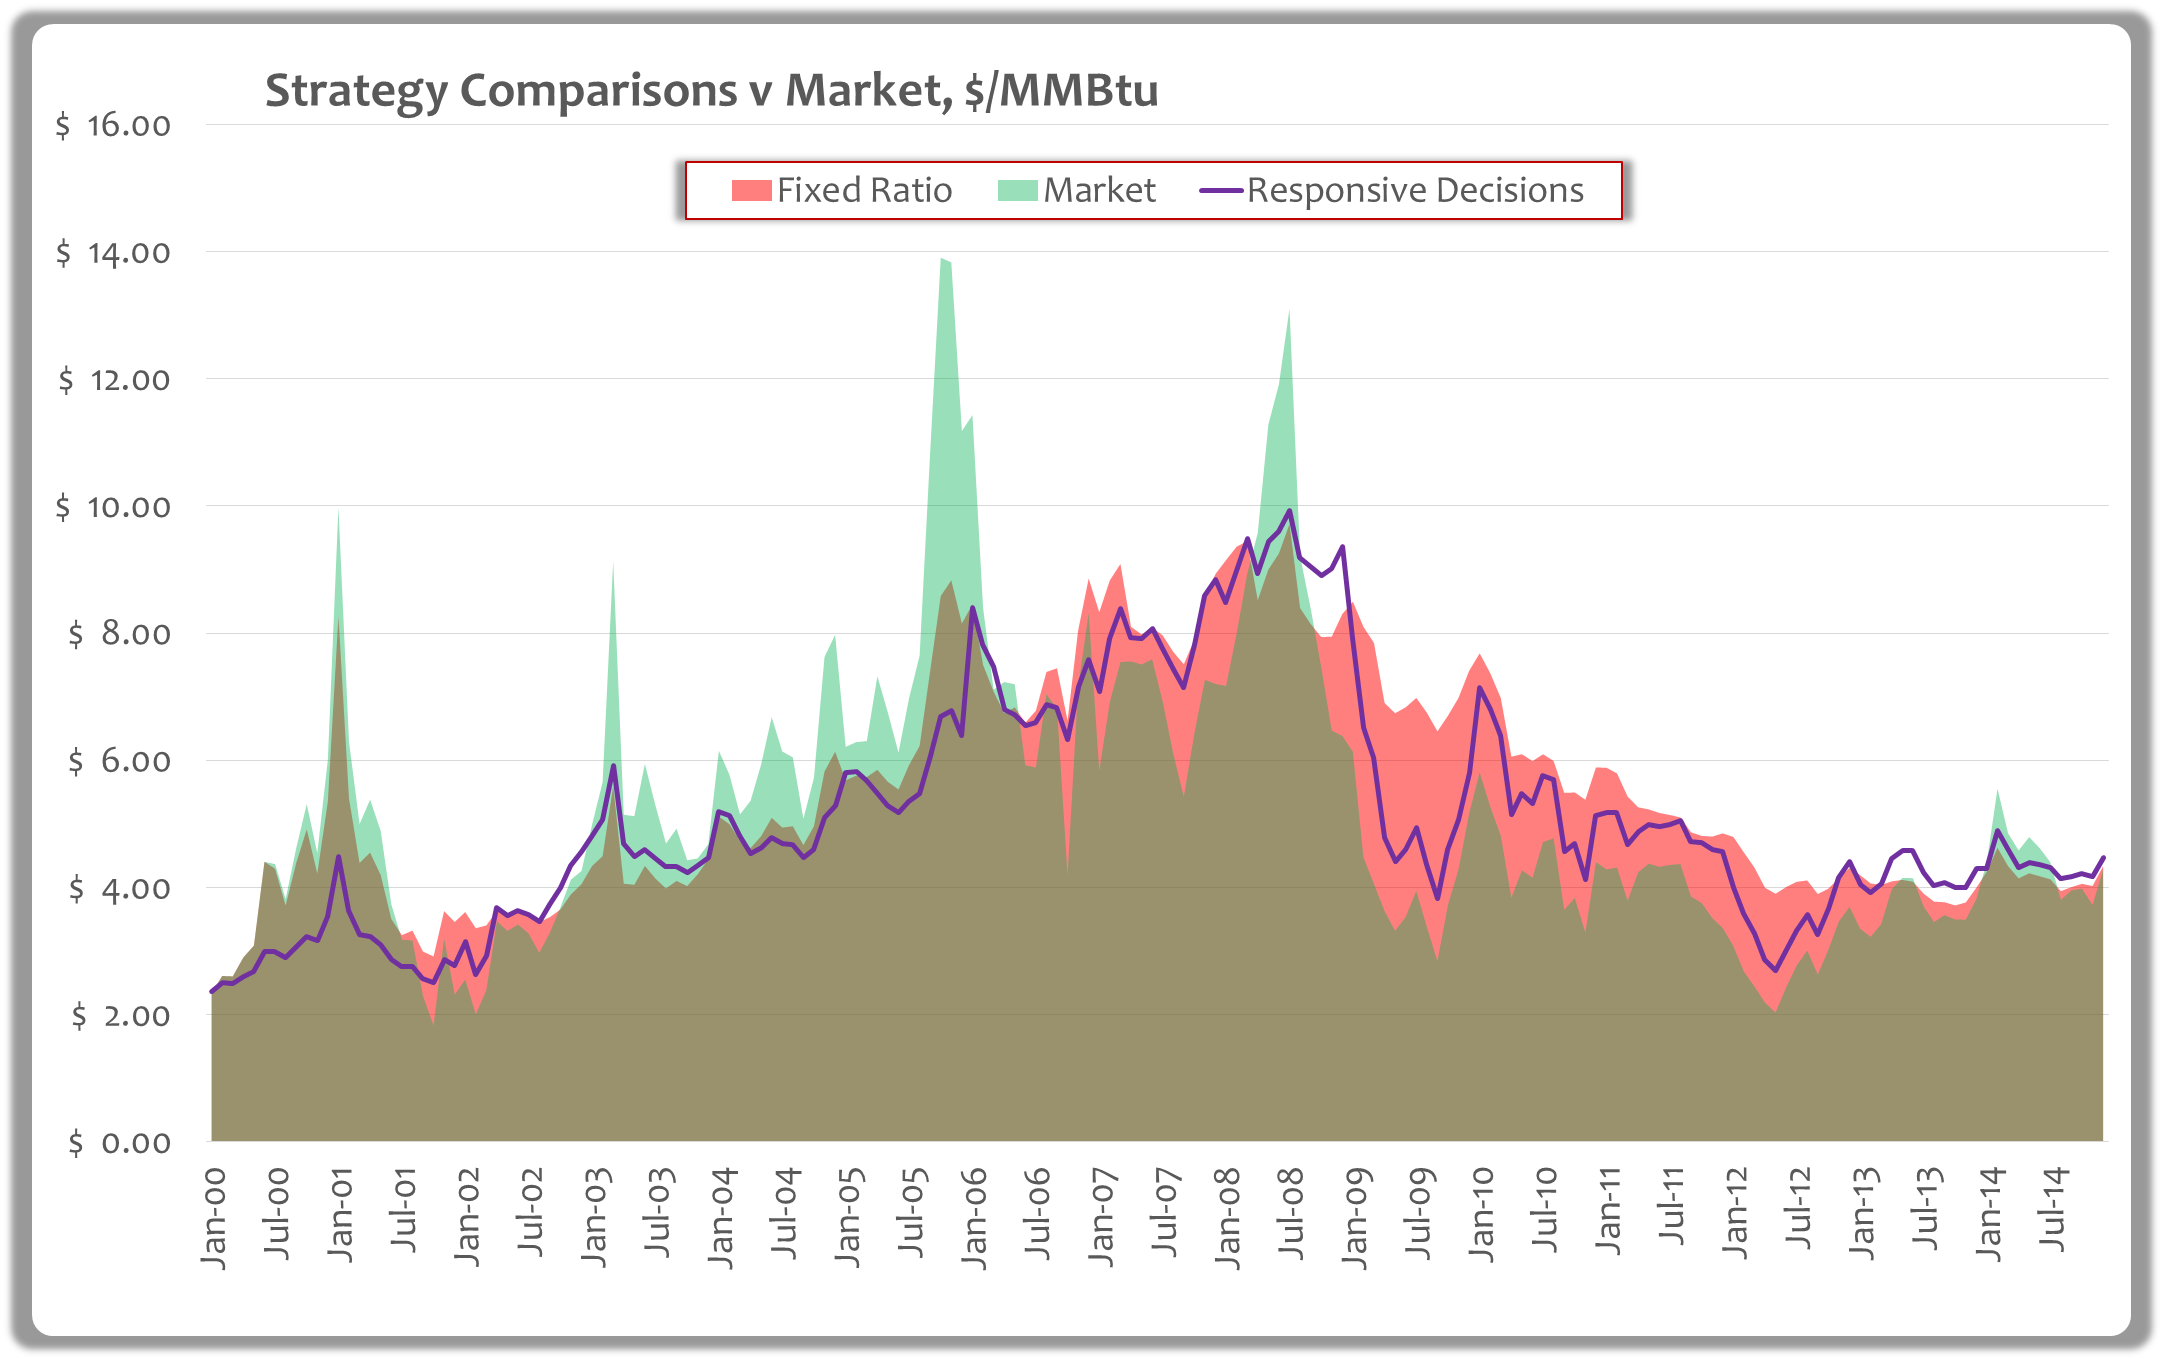 Strategy Comparisons v Market, $/MMBtu
$ 16.00
Fixed Ratio Market Responsive Decisions
$ 14.00
$ 12.00
$ 10.00
$ 8.00
$ 6.00
$ 4.00
$ 2.00
$ 0.00
Jan-00
Jul-00
Jan-01
Jul-01
Jan-02
Jul-02
Jan-03
Jul-03
Jan-04
Jul-04
Jan-05
Jul-05
Jan-06
Jul-06
Jan-07
Jul-07
Jan-08
Jul-08
Jan-09
Jul-09
Jan-10
Jul-10
Jan-11
Jul-11
Jan-12
Jul-12
Jan-13
Jul-13
Jan-14
Jul-14